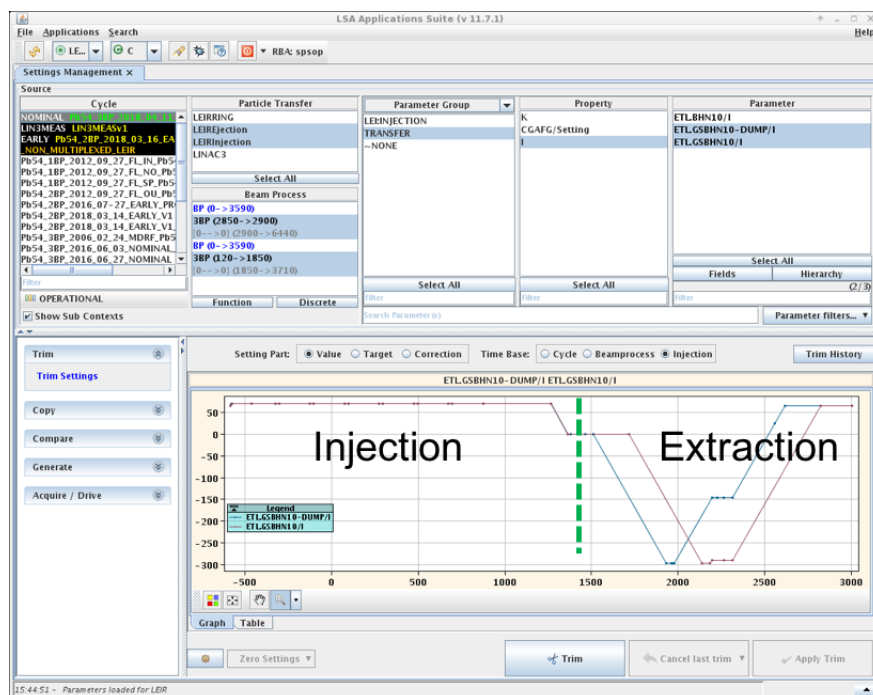 LSA Applications Suite (v 11.7.1)
File Applications Search Help
LE... C RBA: spsop
Settings Management
Source
Cycle
NOMINAL
LIN3MEAS LIN3MEASv1
EARLY Pb54_2BP_2018_03_16_EA
_NON_MULTIPLEXED_LEIR
Pb54_1BP_2012_09_27_FL_IN_Pb5
Pb54_1BP_2012_09_27_FL_NO_Pb5
Pb54_1BP_2012_09_27_FL_SP_Pb5
Pb54_2BP_2012_09_27_FL_OU_Pb5
Pb54_2BP_2016_07-27_EARLY_PR
Pb54_2BP_2018_03_14_EARLY_V1
Pb54_2BP_2018_03_14_EARLY_V1_
Pb54_3BP_2006_02_24_MDRF_Pb5
Pb54_3BP_2016_06_03_NOMINAL_
Pb54_3BP_2016_06_27_NOMINAL
Filter
OPERATIONAL
Show Sub Contexts
Particle Transfer
LEIRRING
LEIREjection
LEIRInjection
LINAC3
Select All
Beam Process
BP (0->3590)
3BP (2850->2900)
[0-->0] (2900->6440)
BP (0->3590)
3BP (120->1850)
[0-->0] (1850->3710)
Function Discrete
Parameter Group
LEI:INJECTION
TRANSFER
~NONE
Select All
Filter
Search Parameter(s)
Property
K
CGAFG/Setting
I
Select All
Filter
Parameter
ETL.BHN10/I
ETL.GSBHN10-DUMP/I
ETL.GSBHN10/I
Select All
Fields Hierarchy
(2/3)
Filter
Parameter filters...
Trim
Trim Settings
Copy
Compare
Generate
Acquire / Drive
Setting Part: Value Target Correction Time Base: Cycle Beamprocess Injection Trim History
ETL.GSBHN10-DUMP/I ETL.GSBHN10/I
50
0
-50
-100
-150
-200
-250
-300
Injection Extraction
Legend
ETL.GSBHN10-DUMP/I
ETL.GSBHN10/I
-500 0 500 1000 1500 2000 2500 3000
Graph Table
Zero Settings Trim Cancel last trim Apply Trim
15:44:51 - Parameters loaded for LEIR